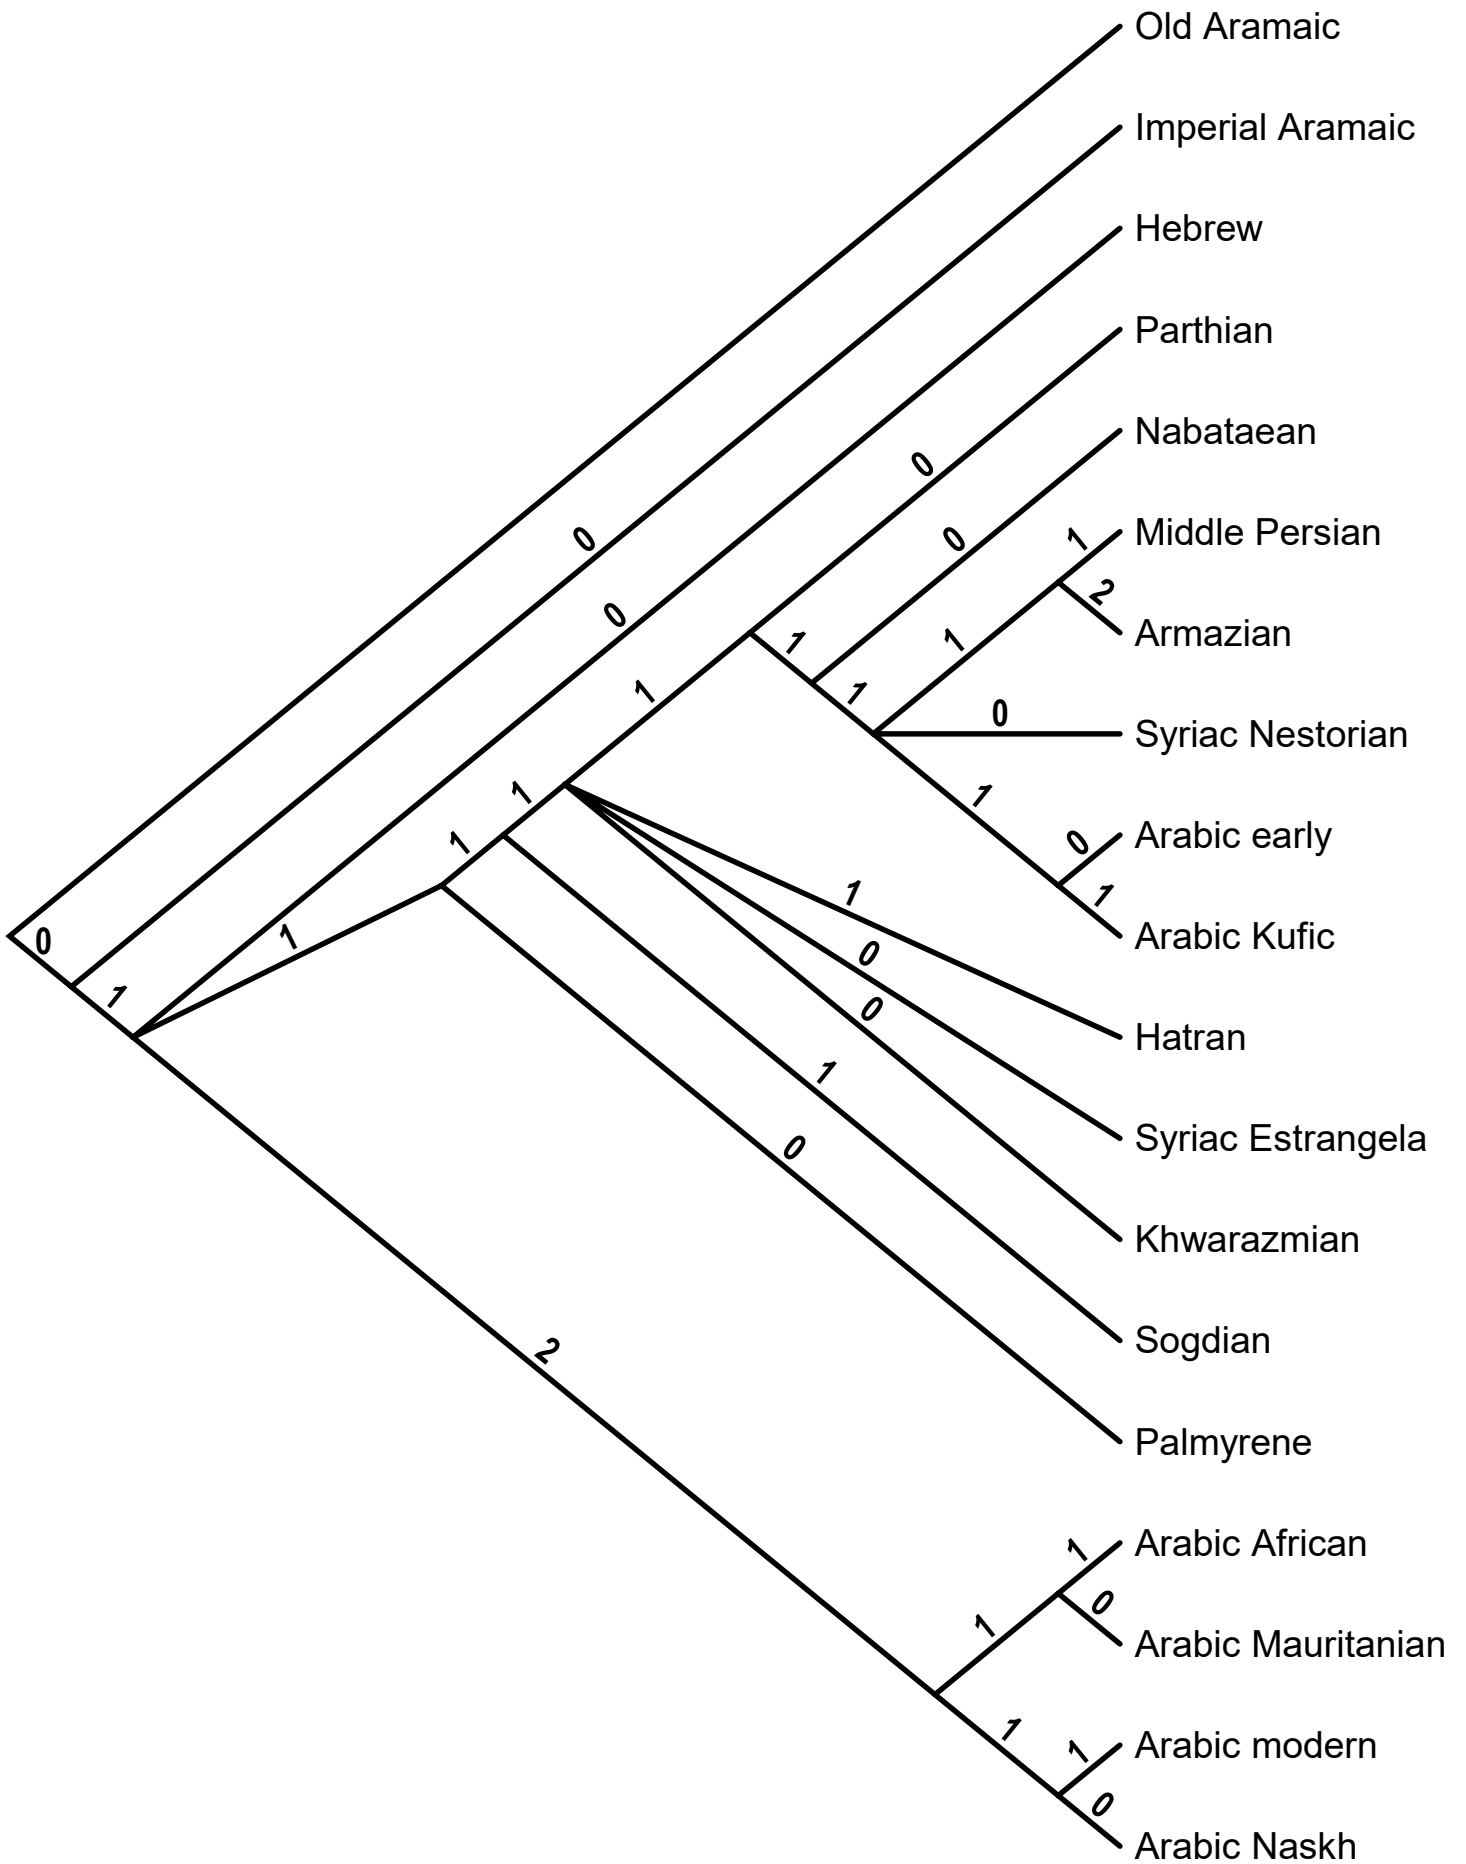 Old Aramaic
Imperial Aramaic
Hebrew
Parthian
0
Nabataean
0
0
1
Middle Persian
2
Armazian
0
1
1
1
1
0
Syriac Nestorian
1
1
1
0
Arabic early
1
1
Arabic Kufic
1
0
1
0
1
Hatran
0
1
Syriac Estrangela
0
Khwarazmian
2
Sogdian
Palmyrene
1
Arabic African
0
1
Arabic Mauritanian
1
1
Arabic modern
0
Arabic Naskh